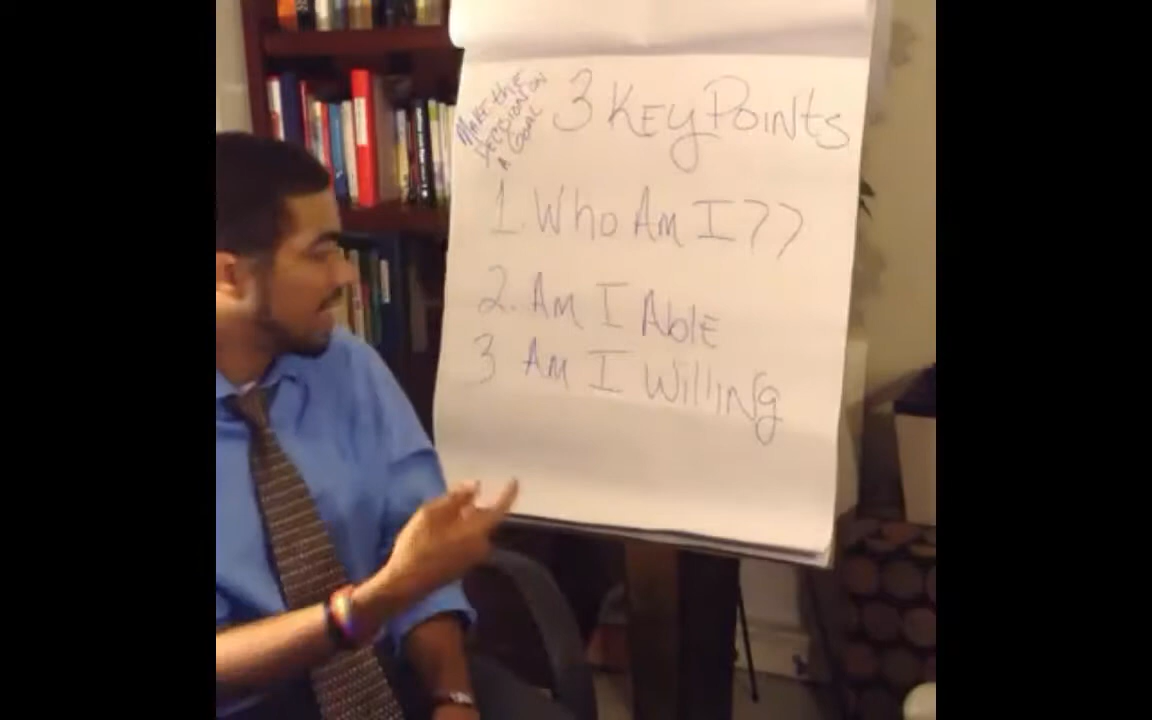 Make the
Decision on
A Goal
3 Key Points
1. Who Am I??
2. Am I Able
3 Am I Willing